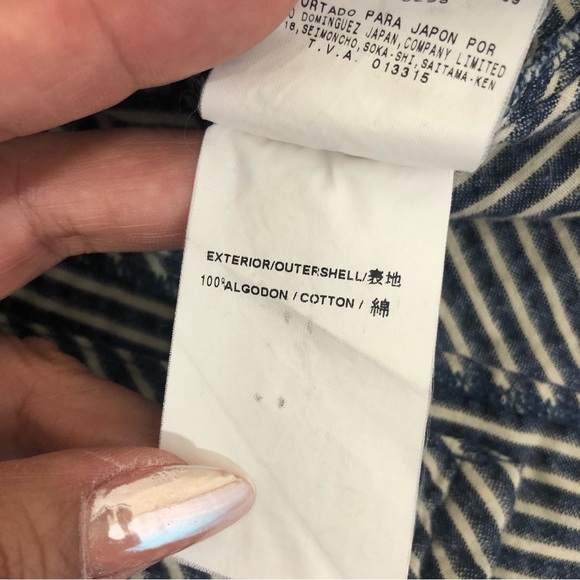 ORTADO PARA JAPON POR
O DOMINGUEZ JAPAN,COMPANY LIMITED
18,SEIMONCHO,SOKA-SHI,SAITAMA-KEN
T.V.A. 013315
EXTERIOR/OUTERSHELL/表地
100%ALGODON / COTTON / 綿